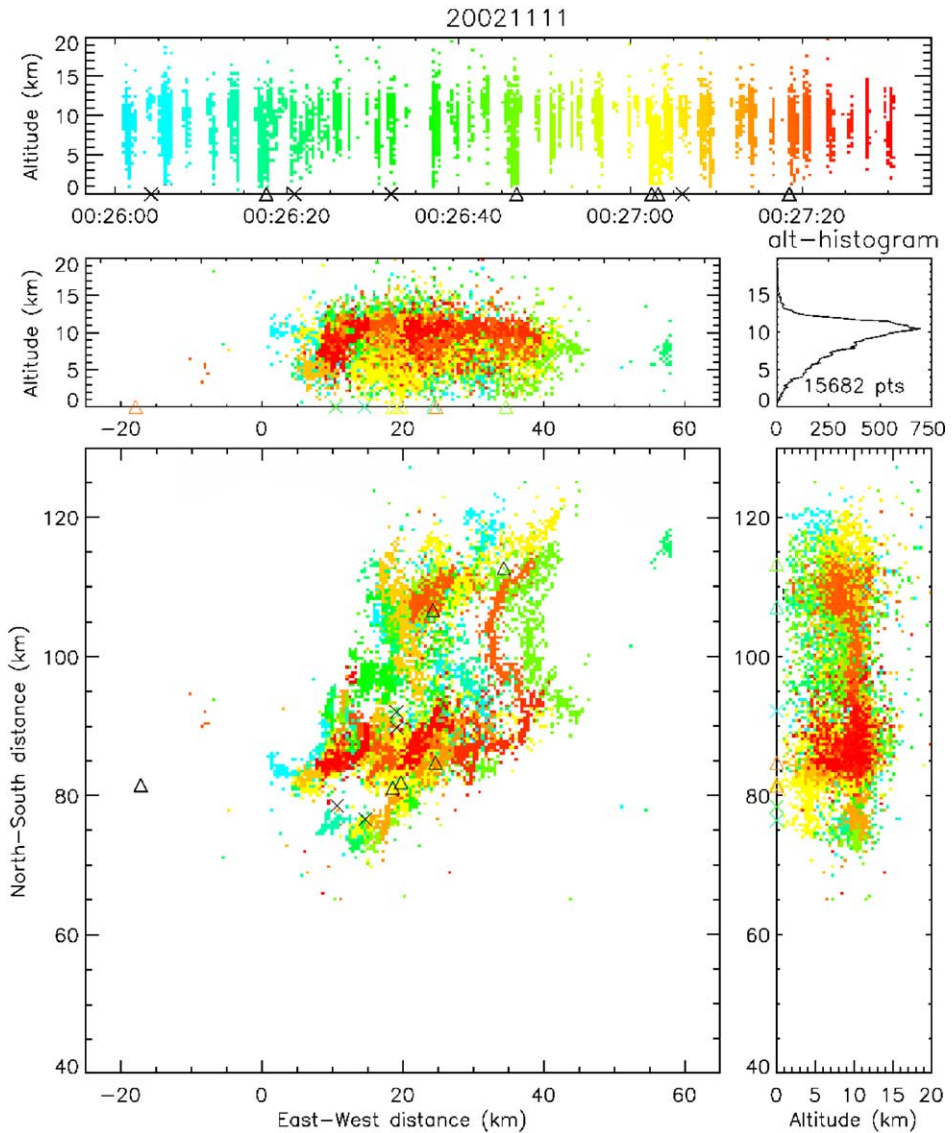 20021111
Altitude (km)
20
15
10
5
0
00:26:00 00:26:20 00:26:40 00:27:00 00:27:20
alt-histogram
Altitude (km)
20
15
10
5
0
-20 0 20 40 60
15
10
5
0
15682 pts
0 250 500 750
North-South distance (km)
120
100
80
60
40
-20 0 20 40 60
East-West distance (km)
120
100
80
60
40
0 5 10 15 20
Altitude (km)